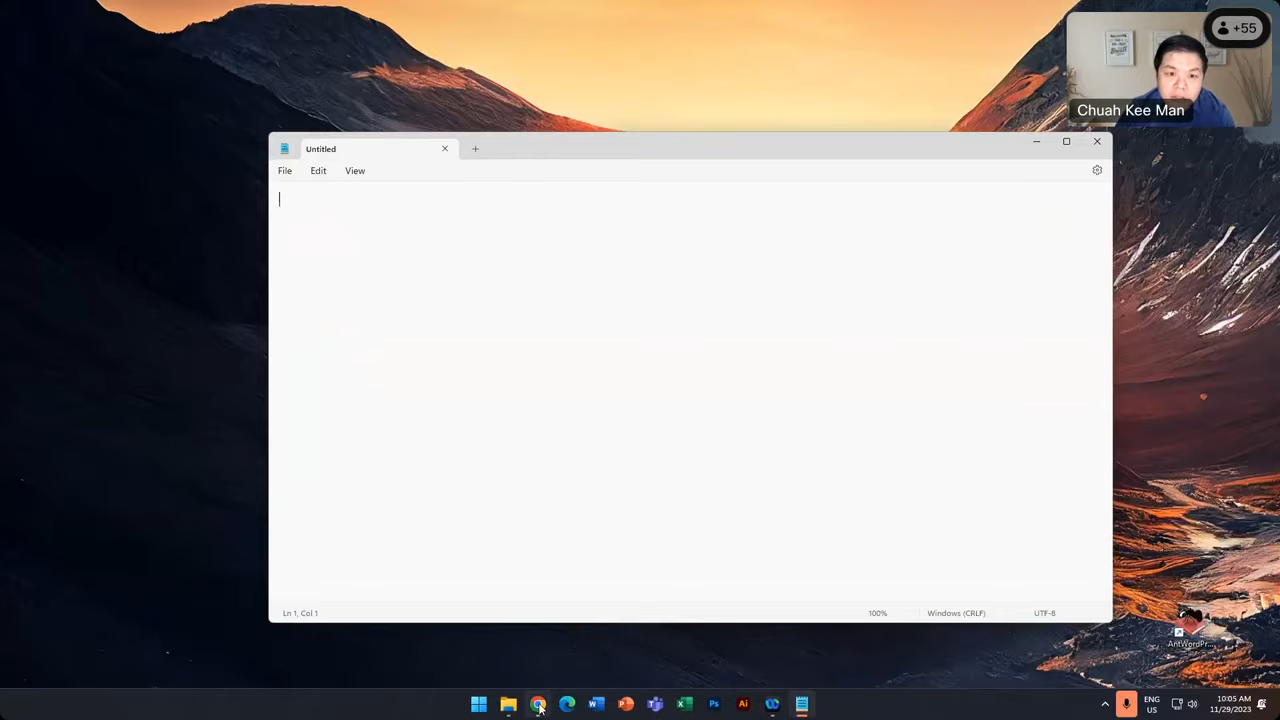 +55
Chuah Kee Man
Untitled
File Edit View
Ln 1, Col 1
100%
Windows (CRLF)
UTF-8
AntWordPr...
ENG
US
10:05 AM
11/29/2023